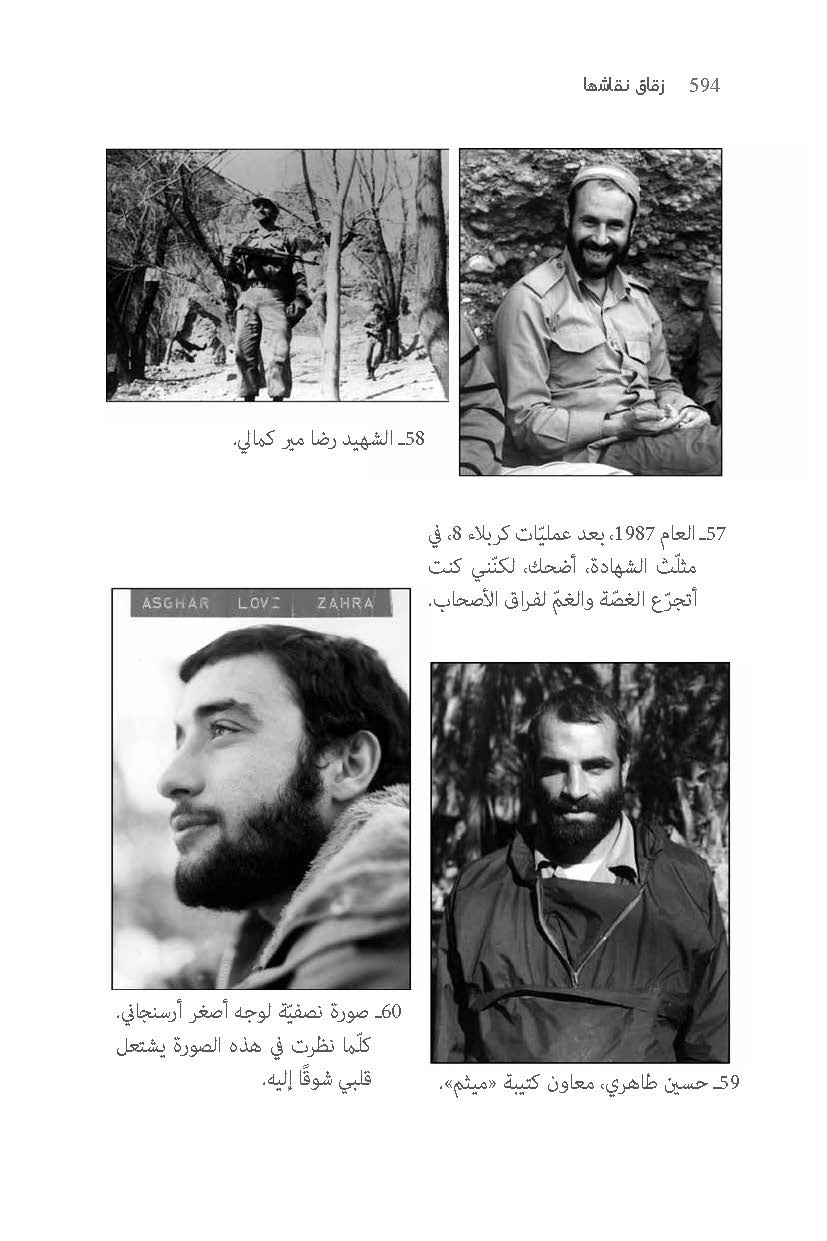 594 زقاق نقاشها
58ـ الشهيد رضا مير كمالي.
57ـ العام 1987، بعد عمليّات كربلاء 8، في
مثلّث الشهادة، أضحك، لكنّني كنت
أتجرّع الغصّة والغمّ لفراق الأصحاب.
ASGHAR LOVE ZAHRA
60ـ صورة نصفيّة لوجه أصغر أرسنجاني.
كلّما نظرت في هذه الصورة يشتعل
قلبي شوقًا إليه.
59ـ حسين طاهري، معاون كتيبة «ميثم».